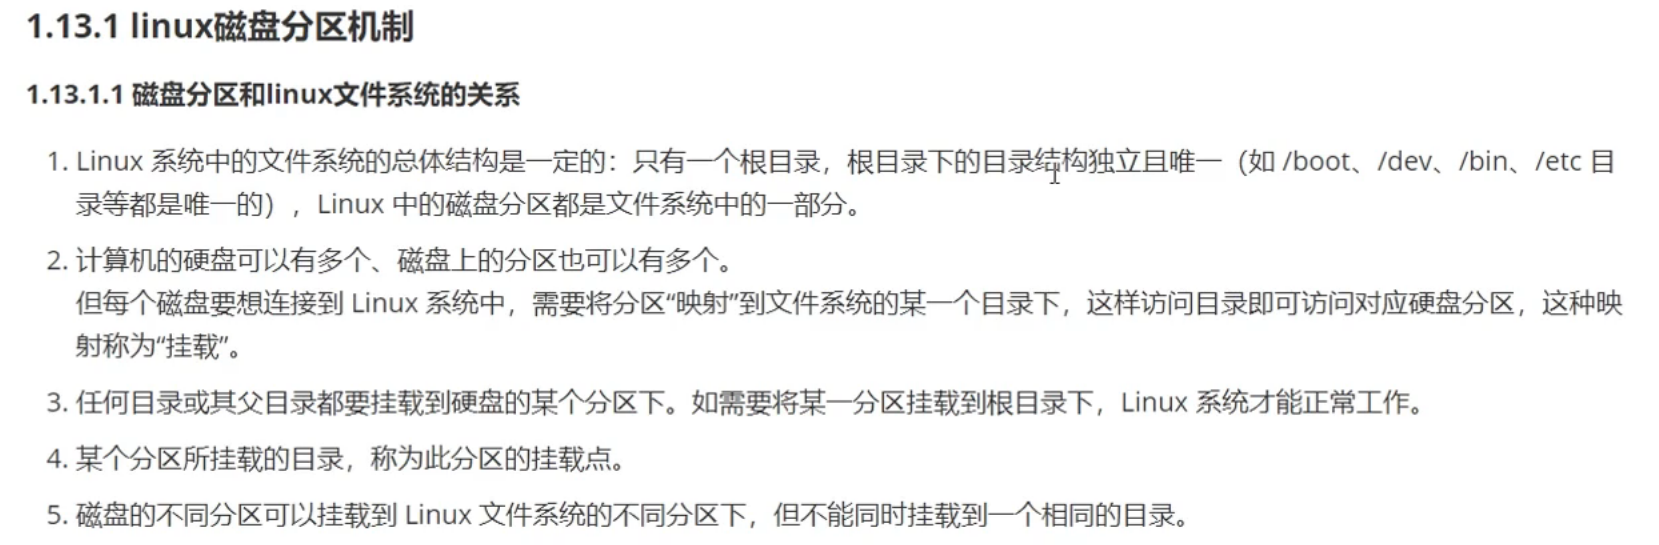 1.13.1 linux磁盘分区机制
1.13.1.1 磁盘分区和linux文件系统的关系
1. Linux 系统中的文件系统的总体结构是一定的：只有一个根目录，根目录下的目录结构独立且唯一（如 /boot、/dev、/bin、/etc 目
录等都是唯一的），Linux 中的磁盘分区都是文件系统中的一部分。
2. 计算机的硬盘可以有多个、磁盘上的分区也可以有多个。
但每个磁盘要想连接到 Linux 系统中，需要将分区“映射”到文件系统的某一个目录下，这样访问目录即可访问对应硬盘分区，这种映
射称为“挂载”。
3. 任何目录或其父目录都要挂载到硬盘的某个分区下。如需要将某一分区挂载到根目录下，Linux 系统才能正常工作。
4. 某个分区所挂载的目录，称为此分区的挂载点。
5. 磁盘的不同分区可以挂载到 Linux 文件系统的不同分区下，但不能同时挂载到一个相同的目录。